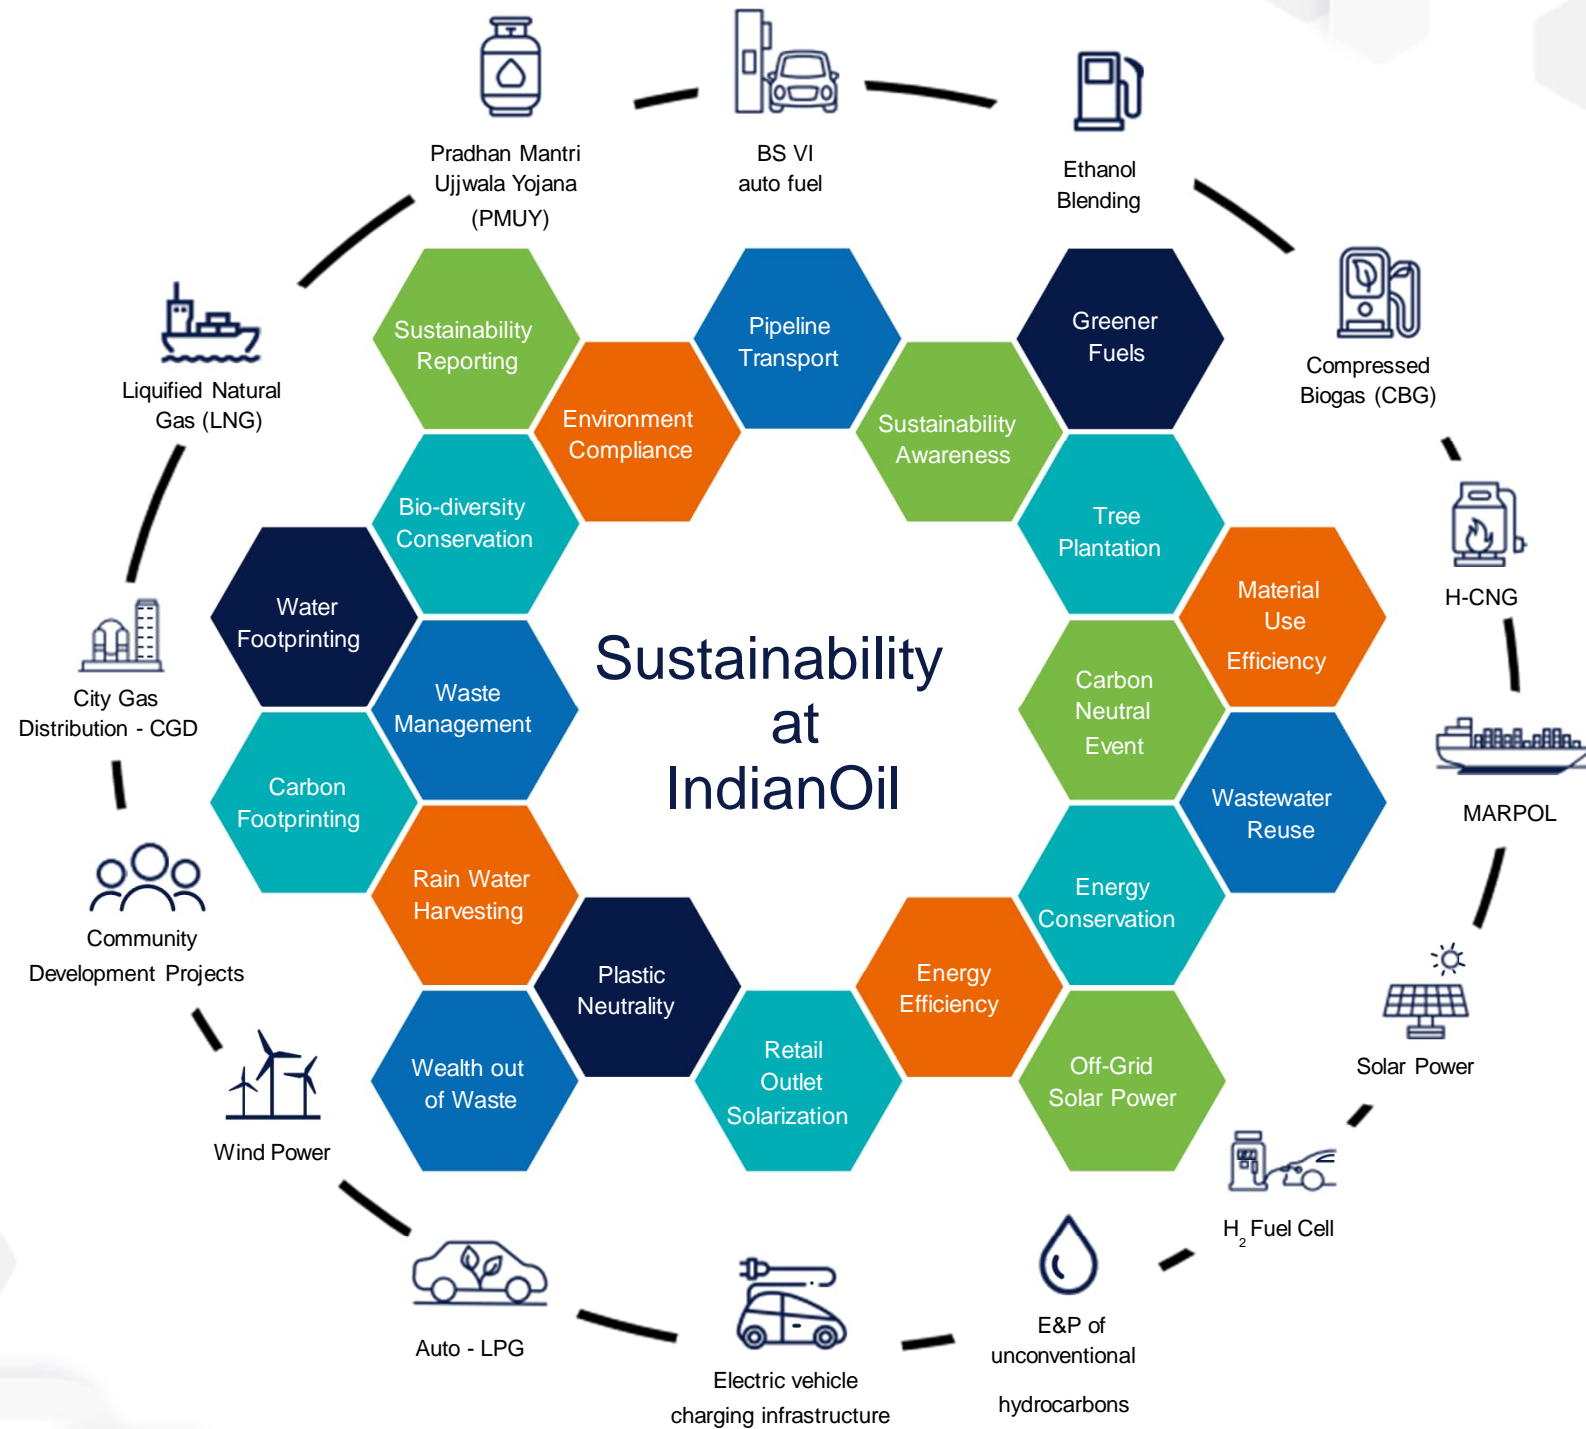 Pradhan Mantri
Ujjwala Yojana
(PMUY)
BS VI
auto fuel
Ethanol
Blending
Compressed
Biogas (CBG)
H-CNG
MARPOL
Solar Power
H₂ Fuel Cell
E&P of
unconventional
hydrocarbons
Electric vehicle
charging infrastructure
Auto - LPG
Wind Power
Community
Development Projects
City Gas
Distribution - CGD
Liquified Natural
Gas (LNG)
Sustainability
Reporting
Environment
Compliance
Pipeline
Transport
Sustainability
Awareness
Greener
Fuels
Tree
Plantation
Material
Use
Efficiency
Carbon
Neutral
Event
Wastewater
Reuse
Energy
Conservation
Off-Grid
Solar Power
Energy
Efficiency
Retail
Outlet
Solarization
Plastic
Neutrality
Wealth out
of Waste
Rain Water
Harvesting
Carbon
Footprinting
Waste
Management
Water
Footprinting
Bio-diversity
Conservation
Sustainability
at
IndianOil